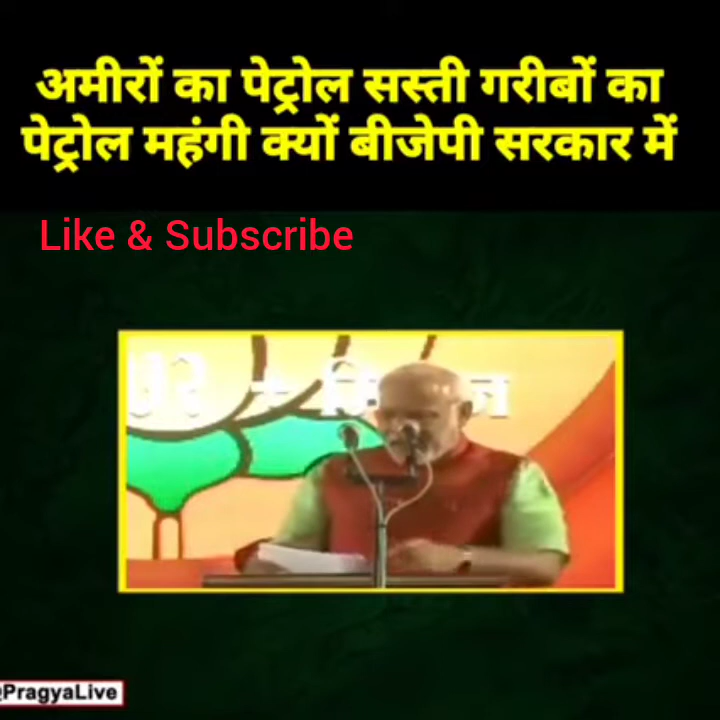 अमीरों का पेट्रोल सस्ती गरीबों का
पेट्रोल महंगी क्यों बीजेपी सरकार में
Like & Subscribe
PragyaLive